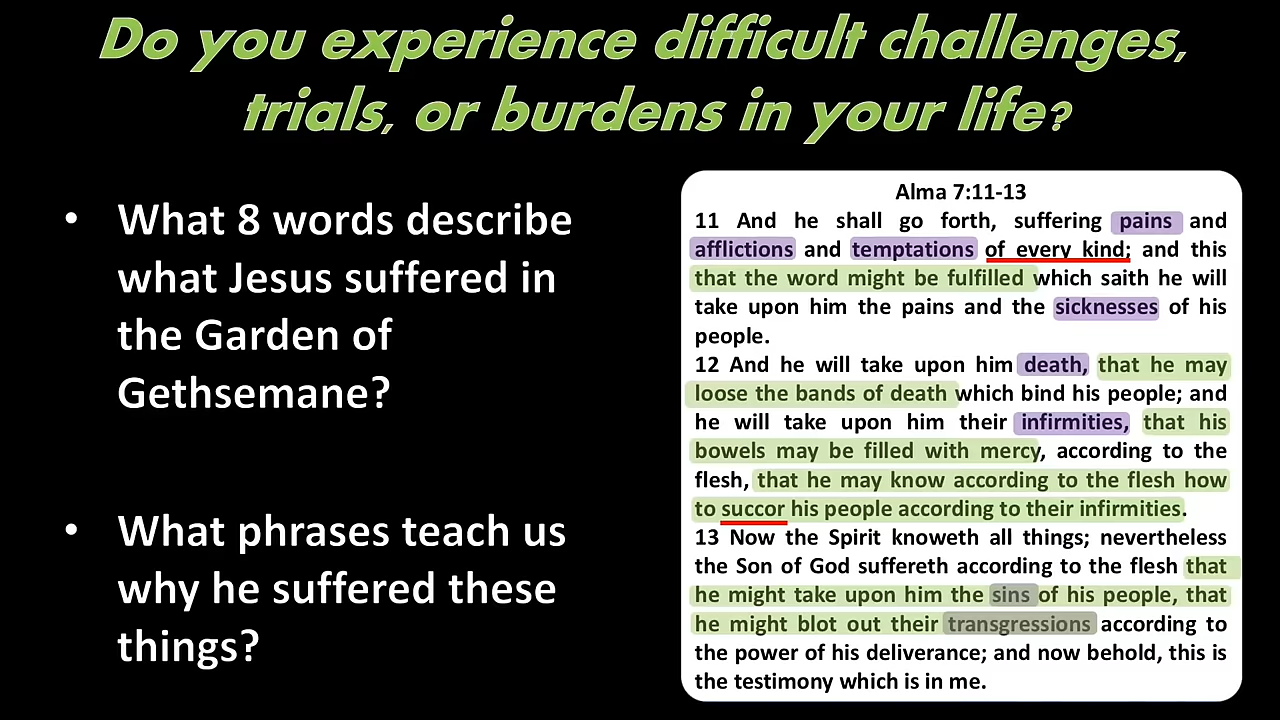 Do you experience difficult challenges,
trials, or burdens in your life?
• What 8 words describe
what Jesus suffered in
the Garden of
Gethsemane?
• What phrases teach us
why he suffered these
things?
Alma 7:11-13
11 And he shall go forth, suffering pains and
afflictions and temptations of every kind; and this
that the word might be fulfilled which saith he will
take upon him the pains and the sicknesses of his
people.
12 And he will take upon him death, that he may
loose the bands of death which bind his people; and
he will take upon him their infirmities, that his
bowels may be filled with mercy, according to the
flesh, that he may know according to the flesh how
to succor his people according to their infirmities.
13 Now the Spirit knoweth all things; nevertheless
the Son of God suffereth according to the flesh that
he might take upon him the sins of his people, that
he might blot out their transgressions according to
the power of his deliverance; and now behold, this is
the testimony which is in me.